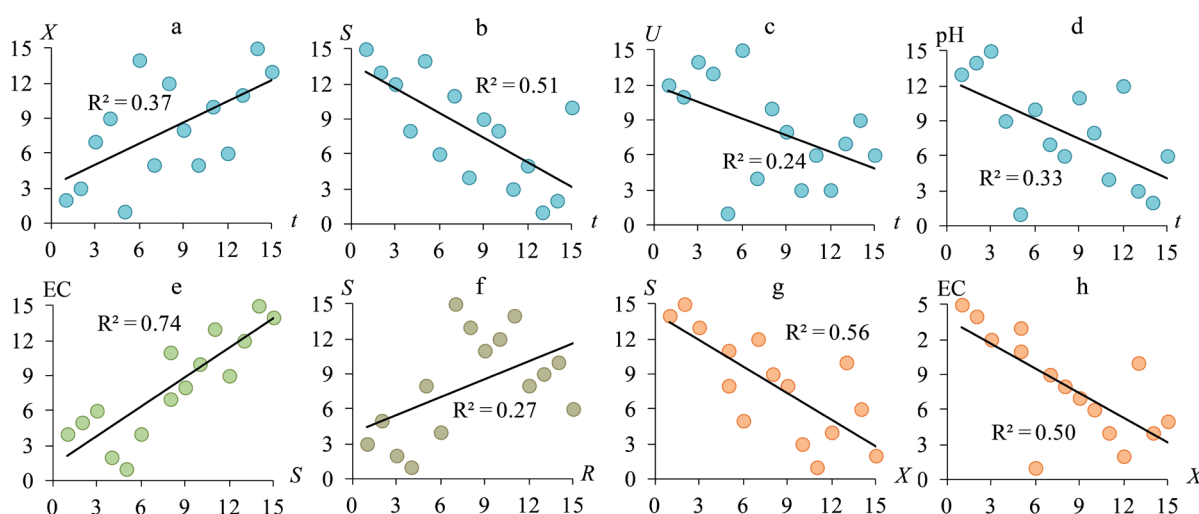 X a
15
12
9
6
3
0
R² = 0.37
t
0 3 6 9 12 15
S b
15
12
9
6
3
0
R² = 0.51
t
0 3 6 9 12 15
U c
15
12
9
6
3
0
R² = 0.24
t
0 3 6 9 12 15
pH d
15
12
9
6
3
0
R² = 0.33
t
0 3 6 9 12 15
EC e
15
12
9
6
3
0
R² = 0.74
S
0 3 6 9 12 15
S f
15
12
9
6
3
0
R² = 0.27
R
0 3 6 9 12 15
S g
15
12
9
6
3
0
R² = 0.56
X
0 3 6 9 12 15
EC h
5
2
9
6
3
0
R² = 0.50
X
0 3 6 9 12 15